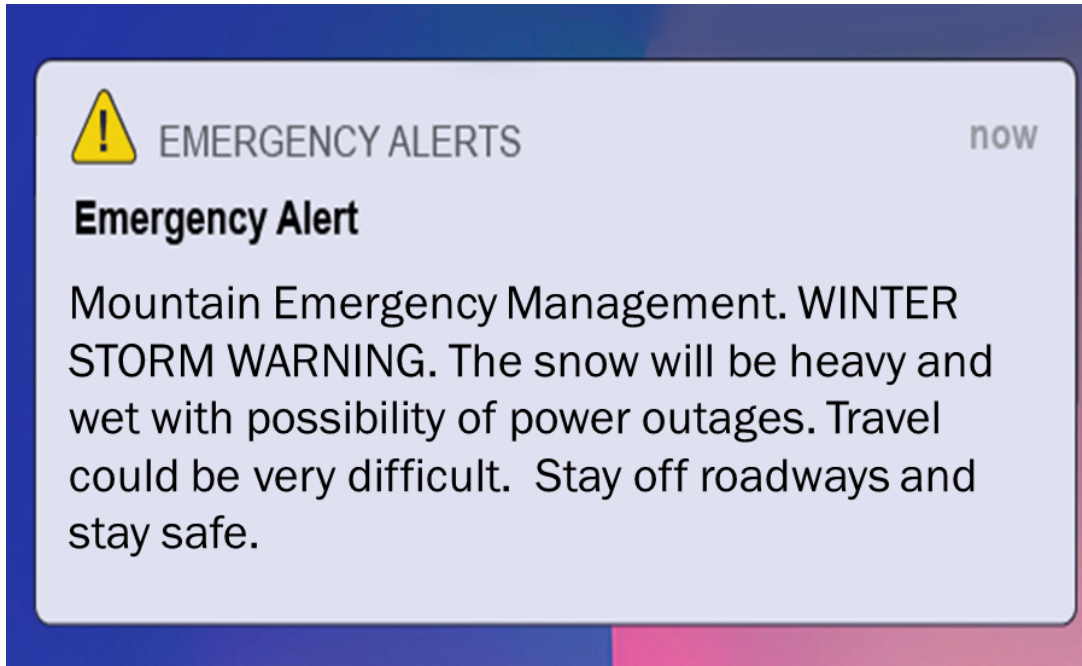 EMERGENCY ALERTS
now
Emergency Alert
Mountain Emergency Management. WINTER
STORM WARNING. The snow will be heavy and
wet with possibility of power outages. Travel
could be very difficult.  Stay off roadways and
stay safe.